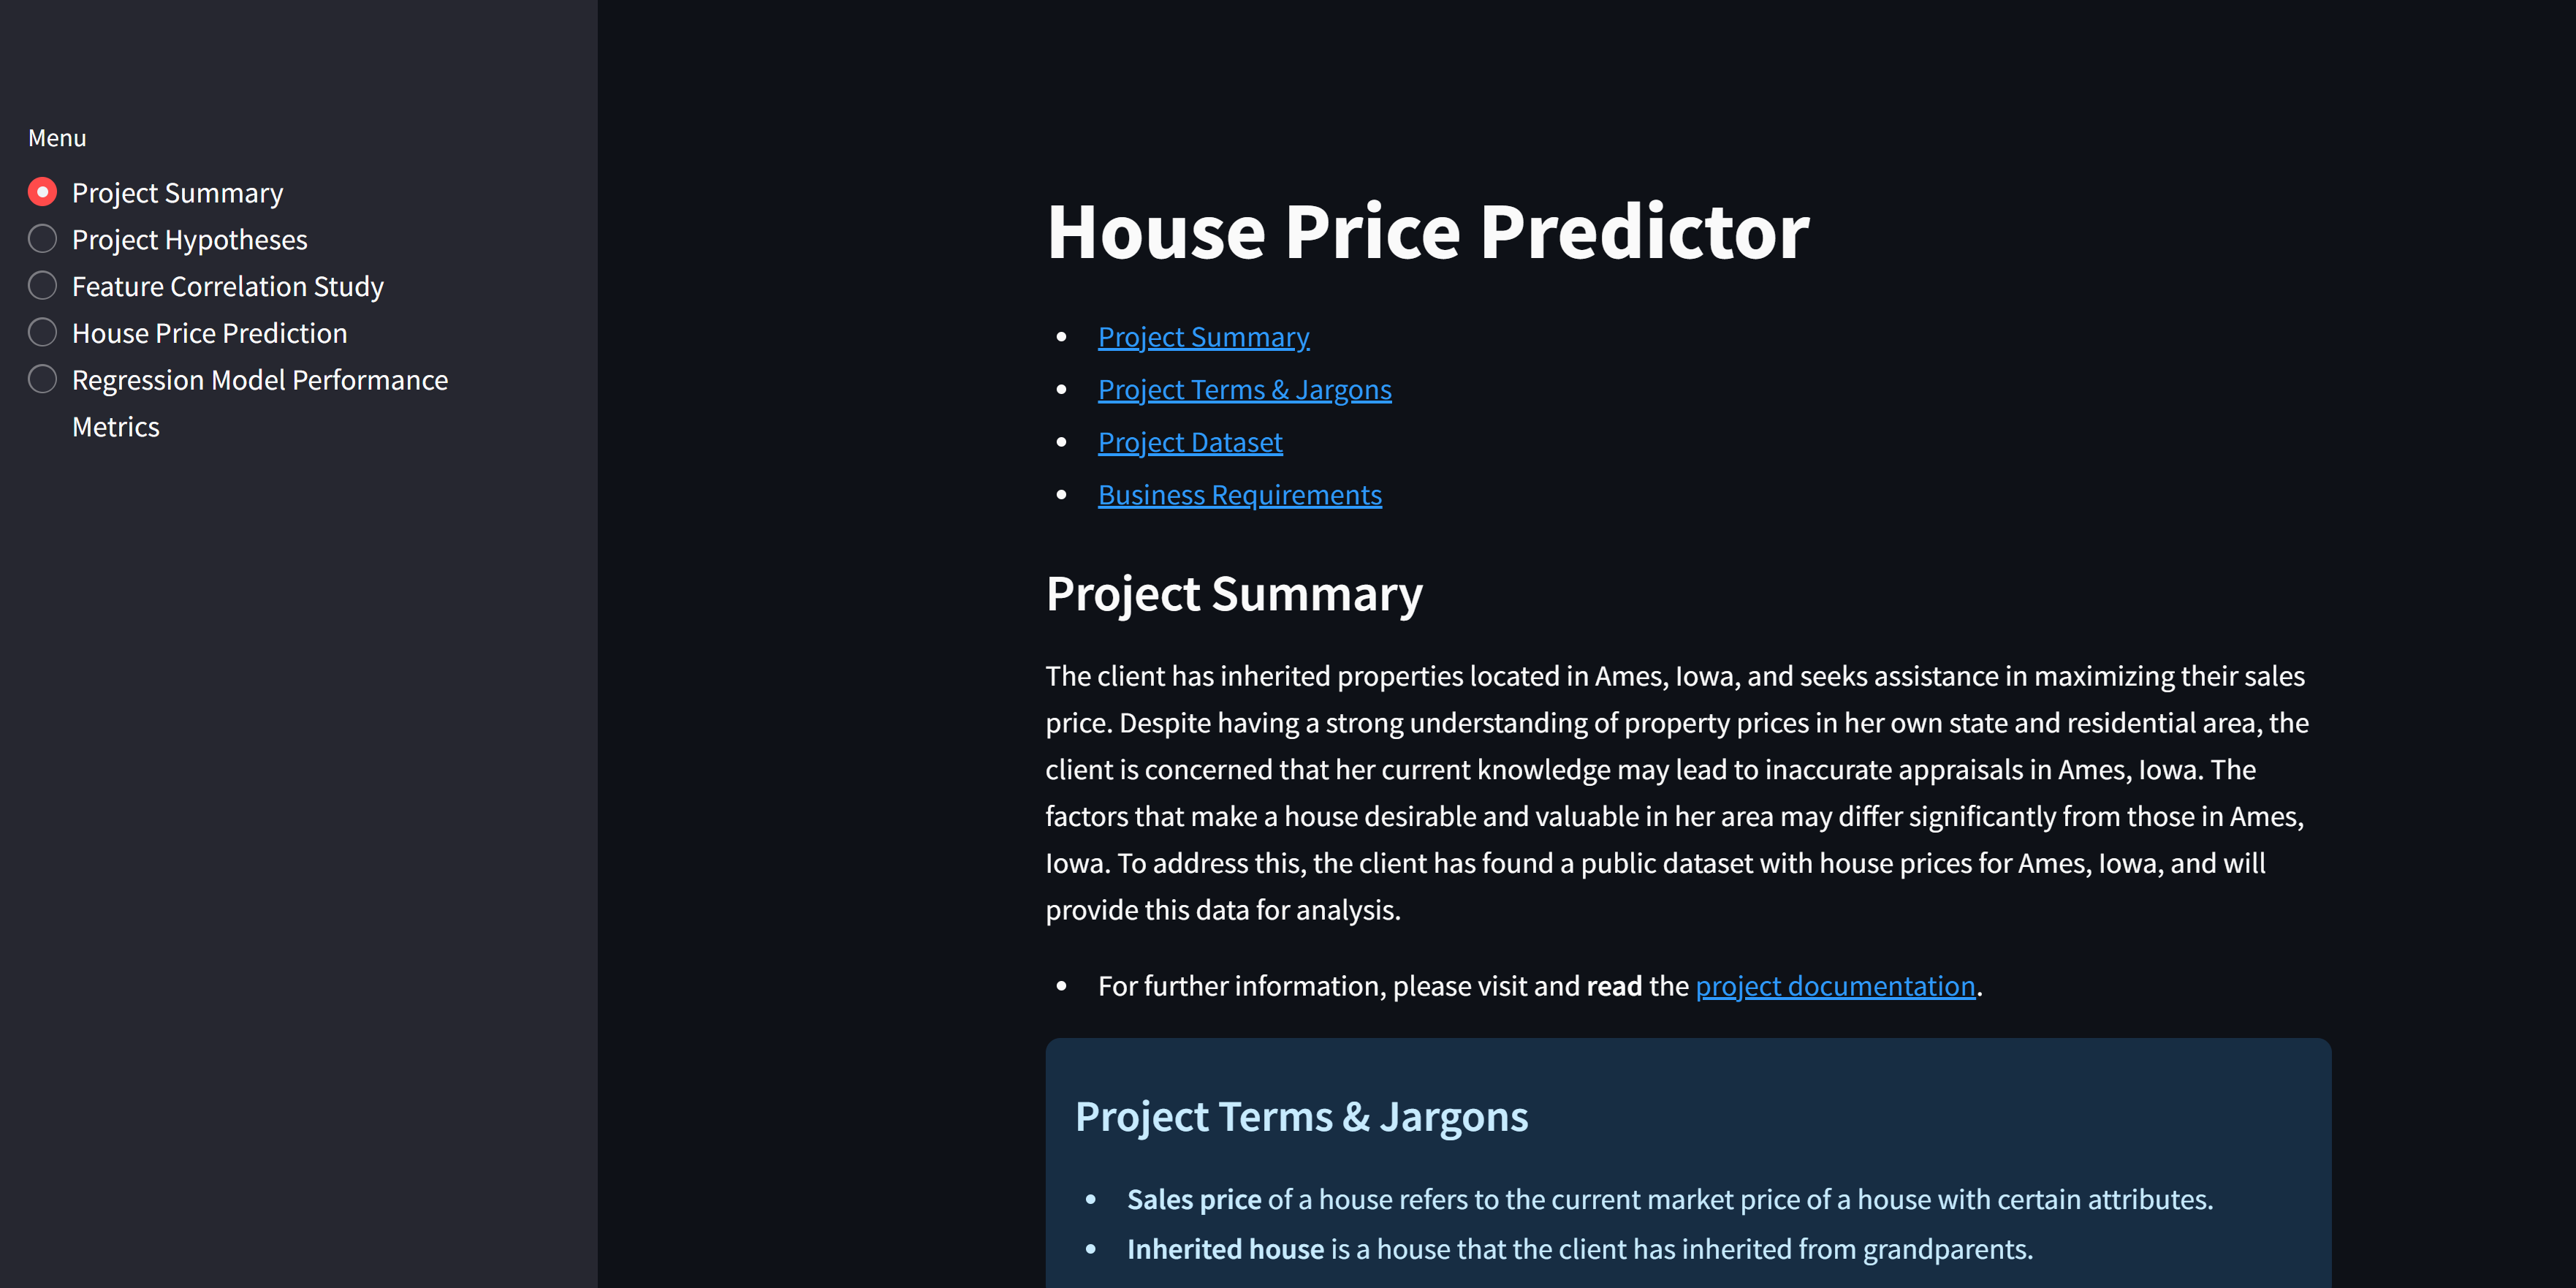 Menu
Project Summary
Project Hypotheses
Feature Correlation Study
House Price Prediction
Regression Model Performance
Metrics
House Price Predictor
• Project Summary
• Project Terms & Jargons
• Project Dataset
• Business Requirements
Project Summary
The client has inherited properties located in Ames, Iowa, and seeks assistance in maximizing their sales
price. Despite having a strong understanding of property prices in her own state and residential area, the
client is concerned that her current knowledge may lead to inaccurate appraisals in Ames, Iowa. The
factors that make a house desirable and valuable in her area may differ significantly from those in Ames,
Iowa. To address this, the client has found a public dataset with house prices for Ames, Iowa, and will
provide this data for analysis.
• For further information, please visit and read the project documentation.
Project Terms & Jargons
• Sales price of a house refers to the current market price of a house with certain attributes.
• Inherited house is a house that the client has inherited from grandparents.